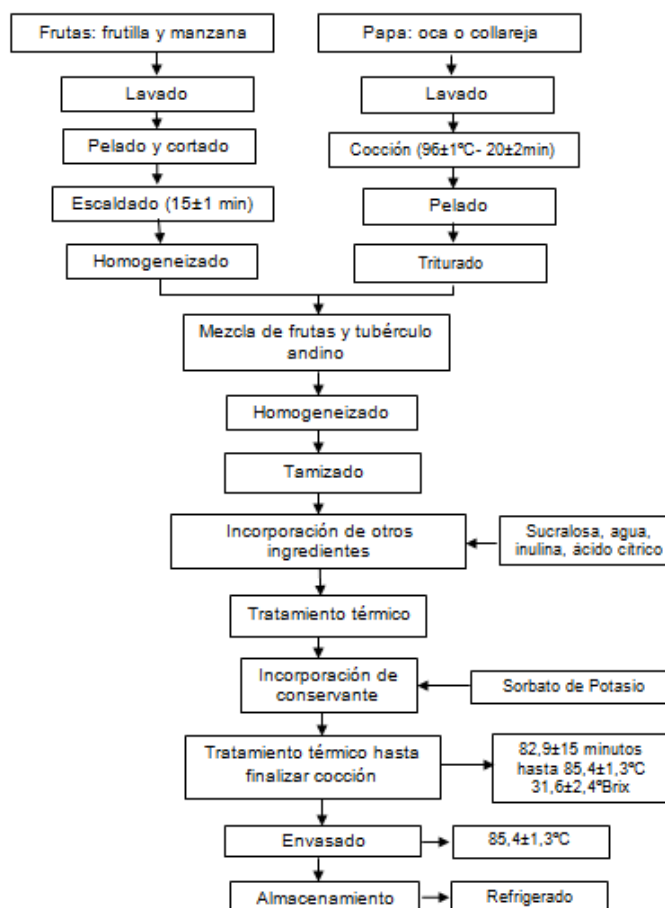 Frutas: frutilla y manzana
Papa: oca o collareja
Lavado
Lavado
Pelado y cortado
Cocción (96±1ºC- 20±2min)
Escaldado (15±1 min)
Pelado
Homogeneizado
Triturado
Mezcla de frutas y tubérculo
andino
Homogeneizado
Tamizado
Incorporación de otros
ingredientes
Sucralosa, agua,
inulina, ácido cítrico
Tratamiento térmico
Incorporación de
conservante
Sorbato de Potasio
Tratamiento térmico hasta
finalizar cocción
82,9±15 minutos
hasta 85,4±1,3ºC
31,6±2,4ºBrix
Envasado
85,4±1,3ºC
Almacenamiento
Refrigerado